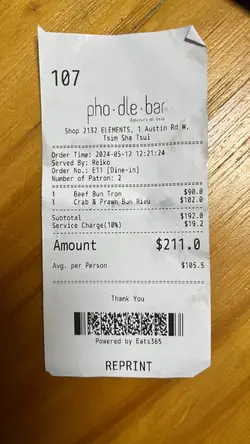 107
pho·dle·bar
flavours of asia
Shop 2132 ELEMENTS, 1 Austin Rd W.
Tsim Sha Tsui
Order Time: 2024-05-12 12:21:24
Served By: Reiko
Order No.: E11 [Dine-in]
Number of Patron: 2
1 Beef Bun Tron $90.0
1 Crab & Prawn Bun Rieu $102.0
Subtotal $192.0
Service Charge(10%) $19.2
Amount $211.0
Avg. per Person $105.5
Thank You
Powered by Eats365
REPRINT